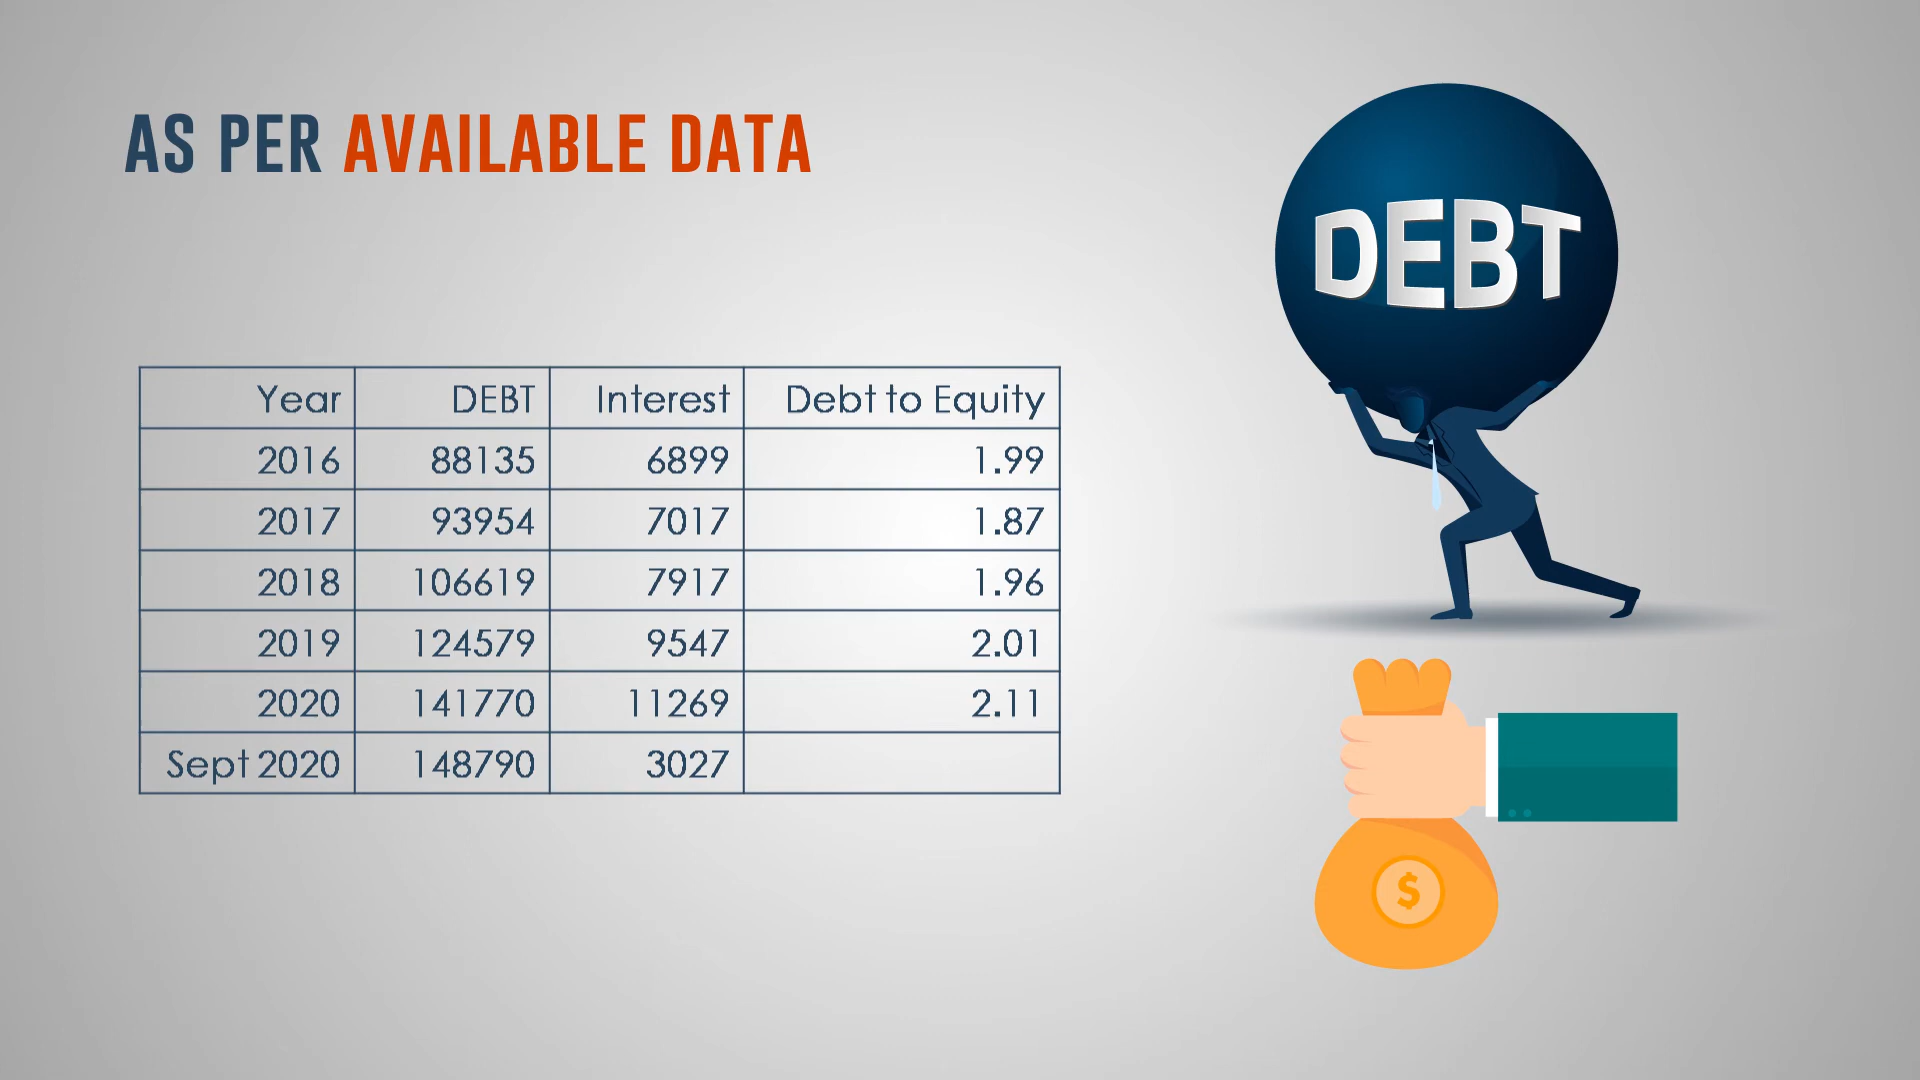 AS PER AVAILABLE DATA
DEBT
Year DEBT Interest Debt to Equity
2016 88135 6899 1.99
2017 93954 7017 1.87
2018 106619 7917 1.96
2019 124579 9547 2.01
2020 141770 11269 2.11
Sept 2020 148790 3027
$